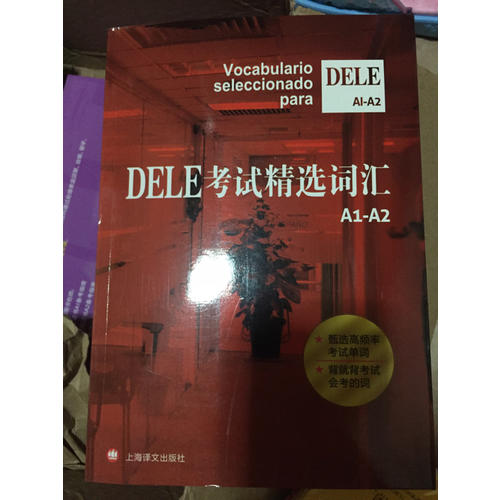 Vocabulario
seleccionado
para
DELE
AI-A2
DELE考试精选词汇
A1-A2
★ 甄选高频率
考试单词
★ 背就背考试
会考的词
上海译文出版社